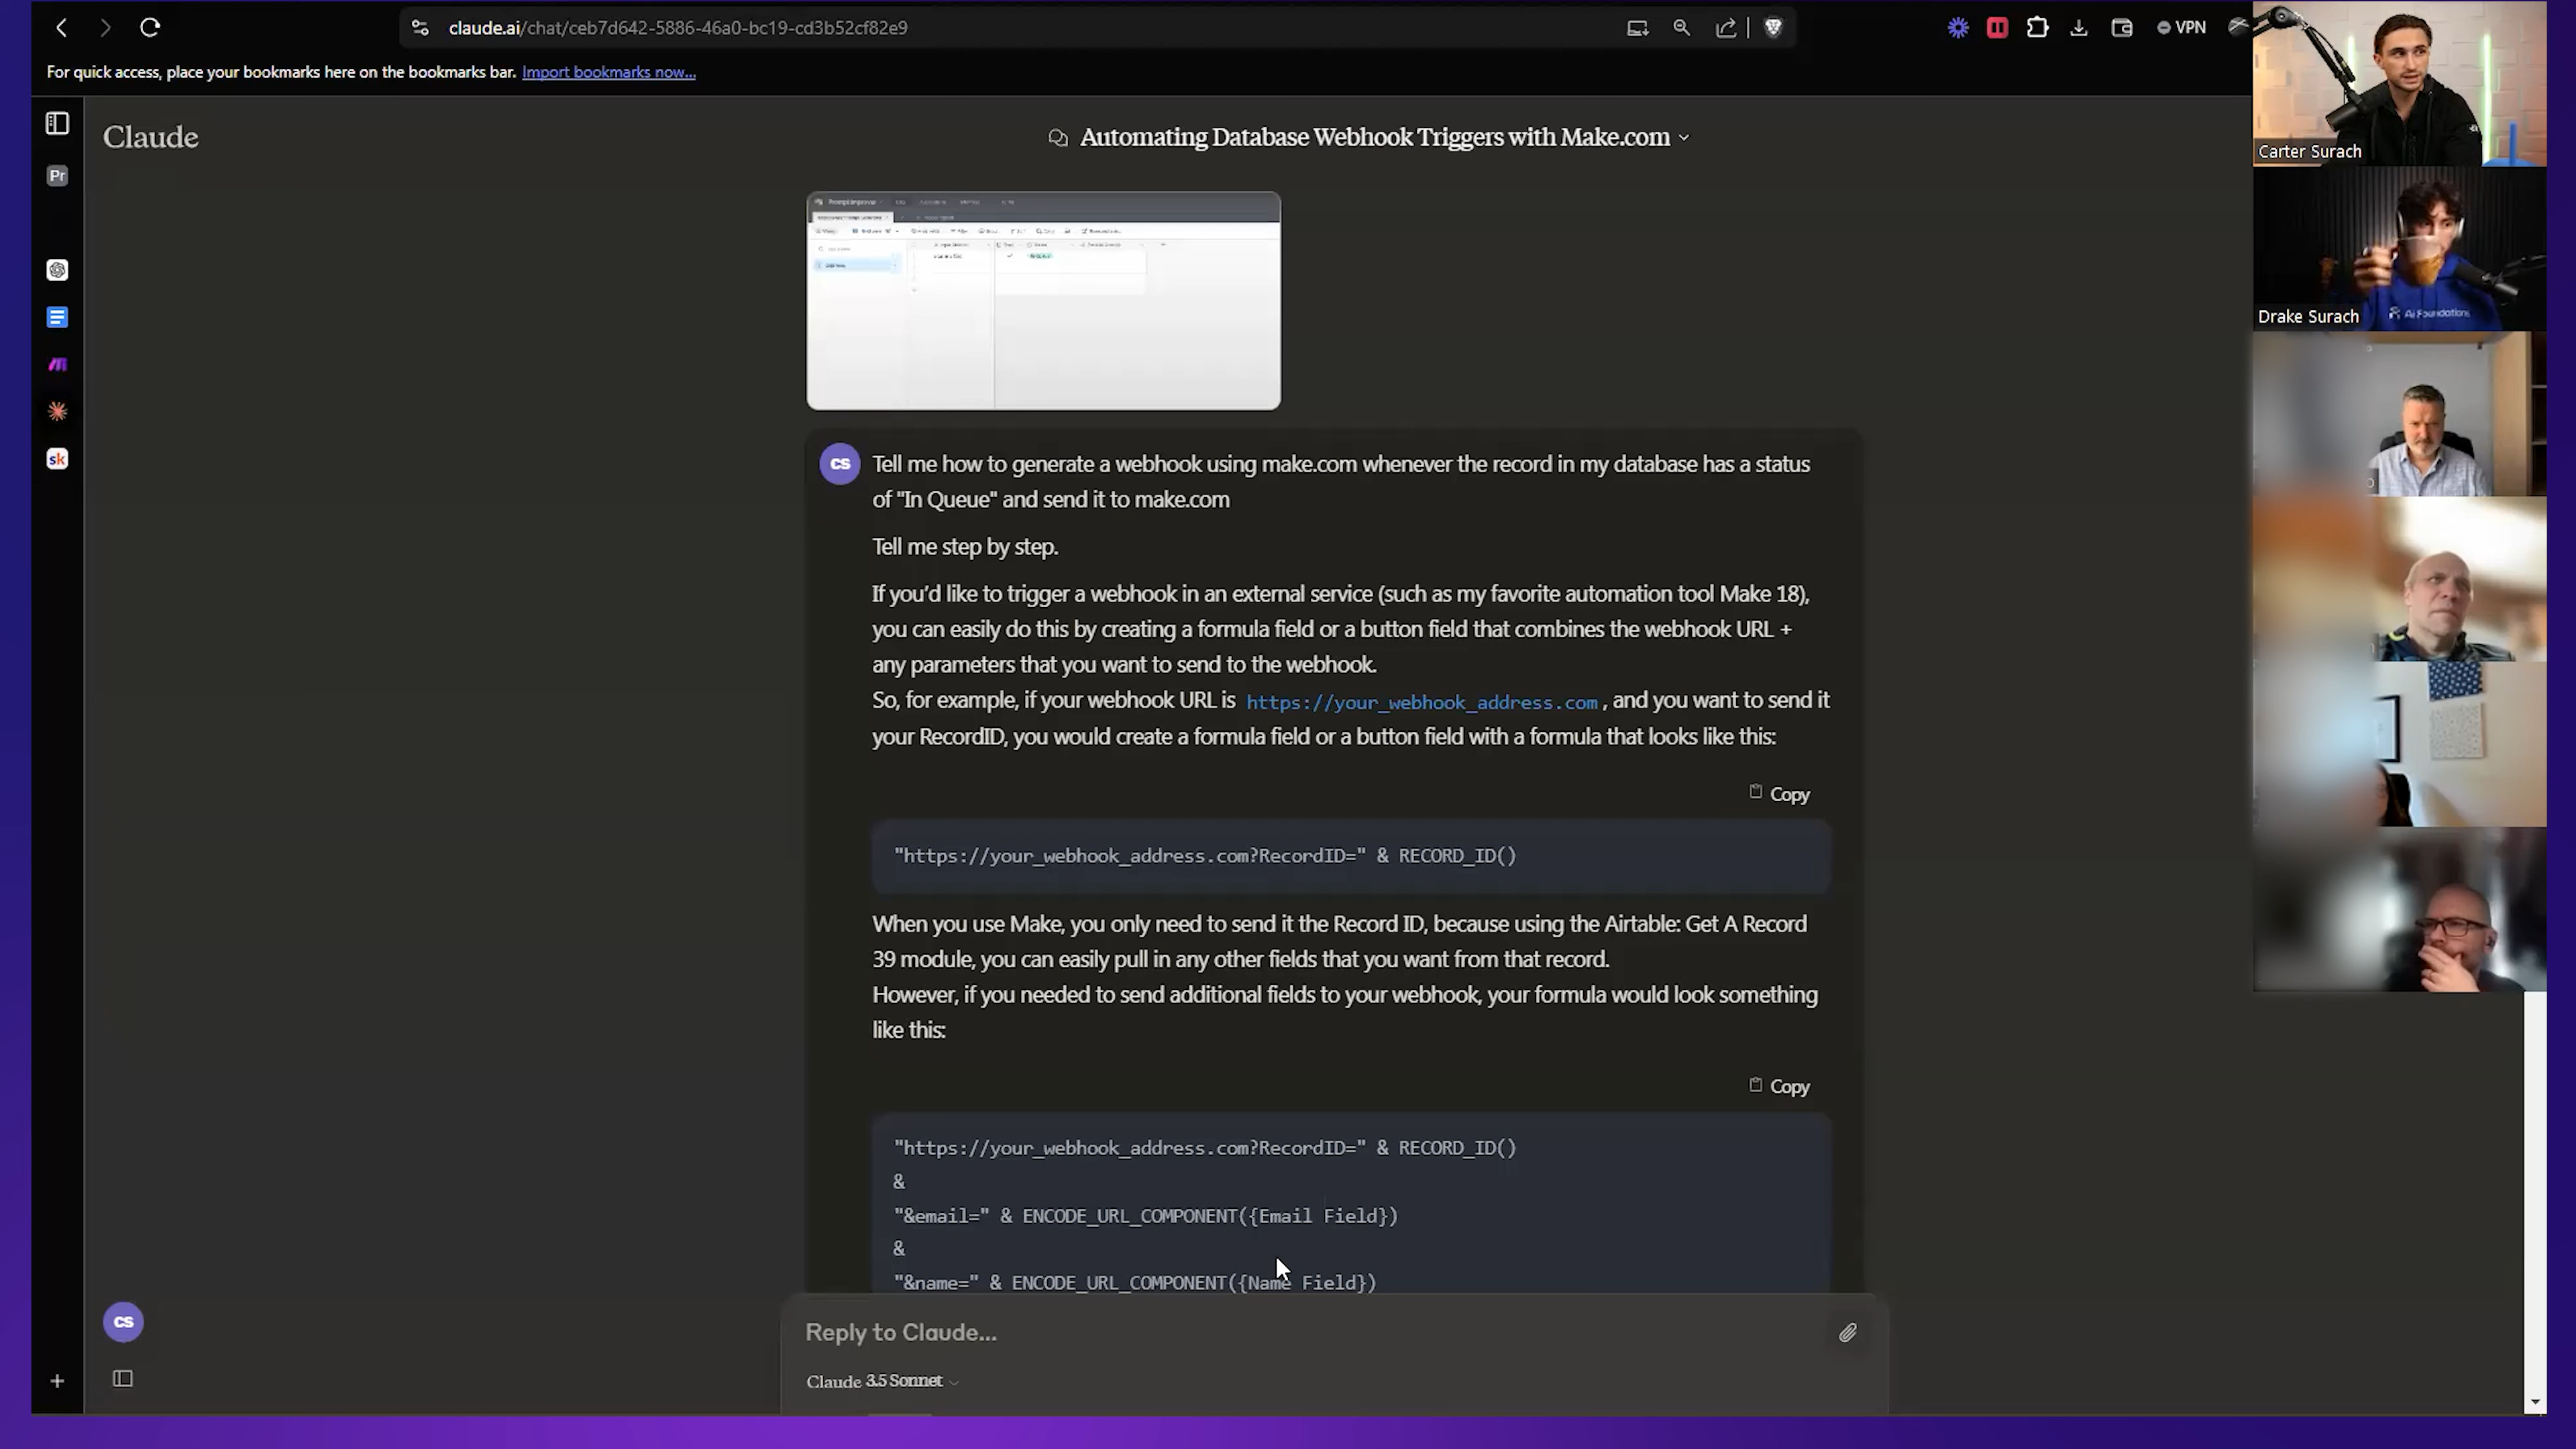 claude.ai/chat/ceb7d642-5886-46a0-bc19-cd3b52cf82e9
VPN
For quick access, place your bookmarks here on the bookmarks bar. Import bookmarks now...
Carter Surach
Drake Surach
Ai Foundations
Pr
sk
Claude
Automating Database Webhook Triggers with Make.com
CS
Tell me how to generate a webhook using make.com whenever the record in my database has a status
of "In Queue" and send it to make.com
Tell me step by step.
If you'd like to trigger a webhook in an external service (such as my favorite automation tool Make 18),
you can easily do this by creating a formula field or a button field that combines the webhook URL +
any parameters that you want to send to the webhook.
So, for example, if your webhook URL is https://your_webhook_address.com , and you want to send it
your RecordID, you would create a formula field or a button field with a formula that looks like this:
Copy
"https://your_webhook_address.com?RecordID=" & RECORD_ID()
When you use Make, you only need to send it the Record ID, because using the Airtable: Get A Record
39 module, you can easily pull in any other fields that you want from that record.
However, if you needed to send additional fields to your webhook, your formula would look something
like this:
Copy
"https://your_webhook_address.com?RecordID=" & RECORD_ID()
&
"&email=" & ENCODE_URL_COMPONENT({Email Field})
&
"&name=" & ENCODE_URL_COMPONENT({Name Field})
CS
Reply to Claude...
Claude 3.5 Sonnet